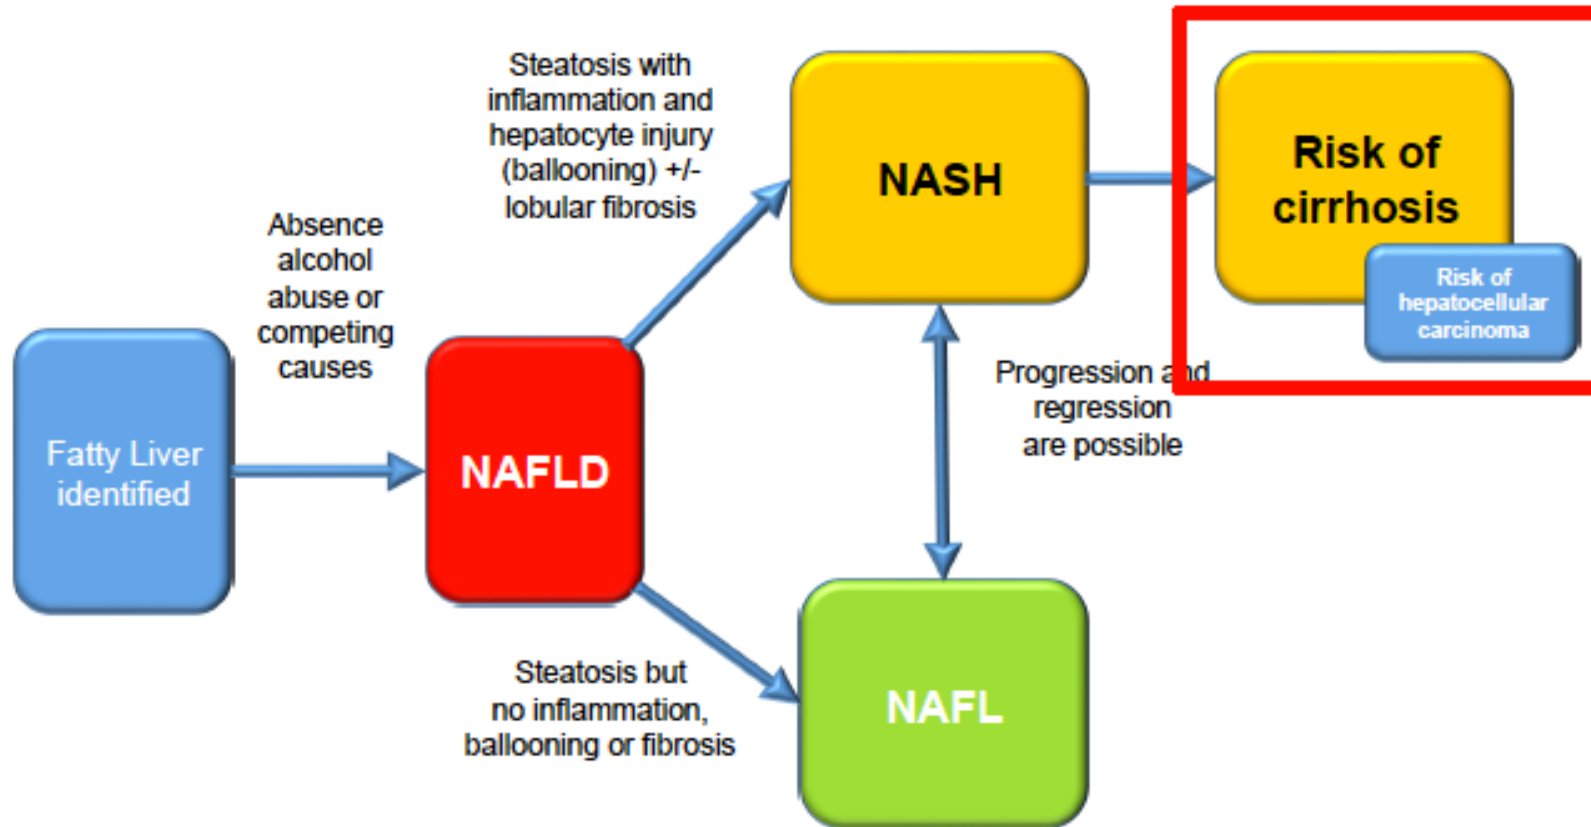 Fatty Liver
identified
Absence
alcohol
abuse or
competing
causes
NAFLD
Steatosis with
inflammation and
hepatocyte injury
(ballooning) +/-
lobular fibrosis
NASH
Risk of
cirrhosis
Risk of
hepatocellular
carcinoma
Progression and
regression
are possible
Steatosis but
no inflammation,
ballooning or fibrosis
NAFL